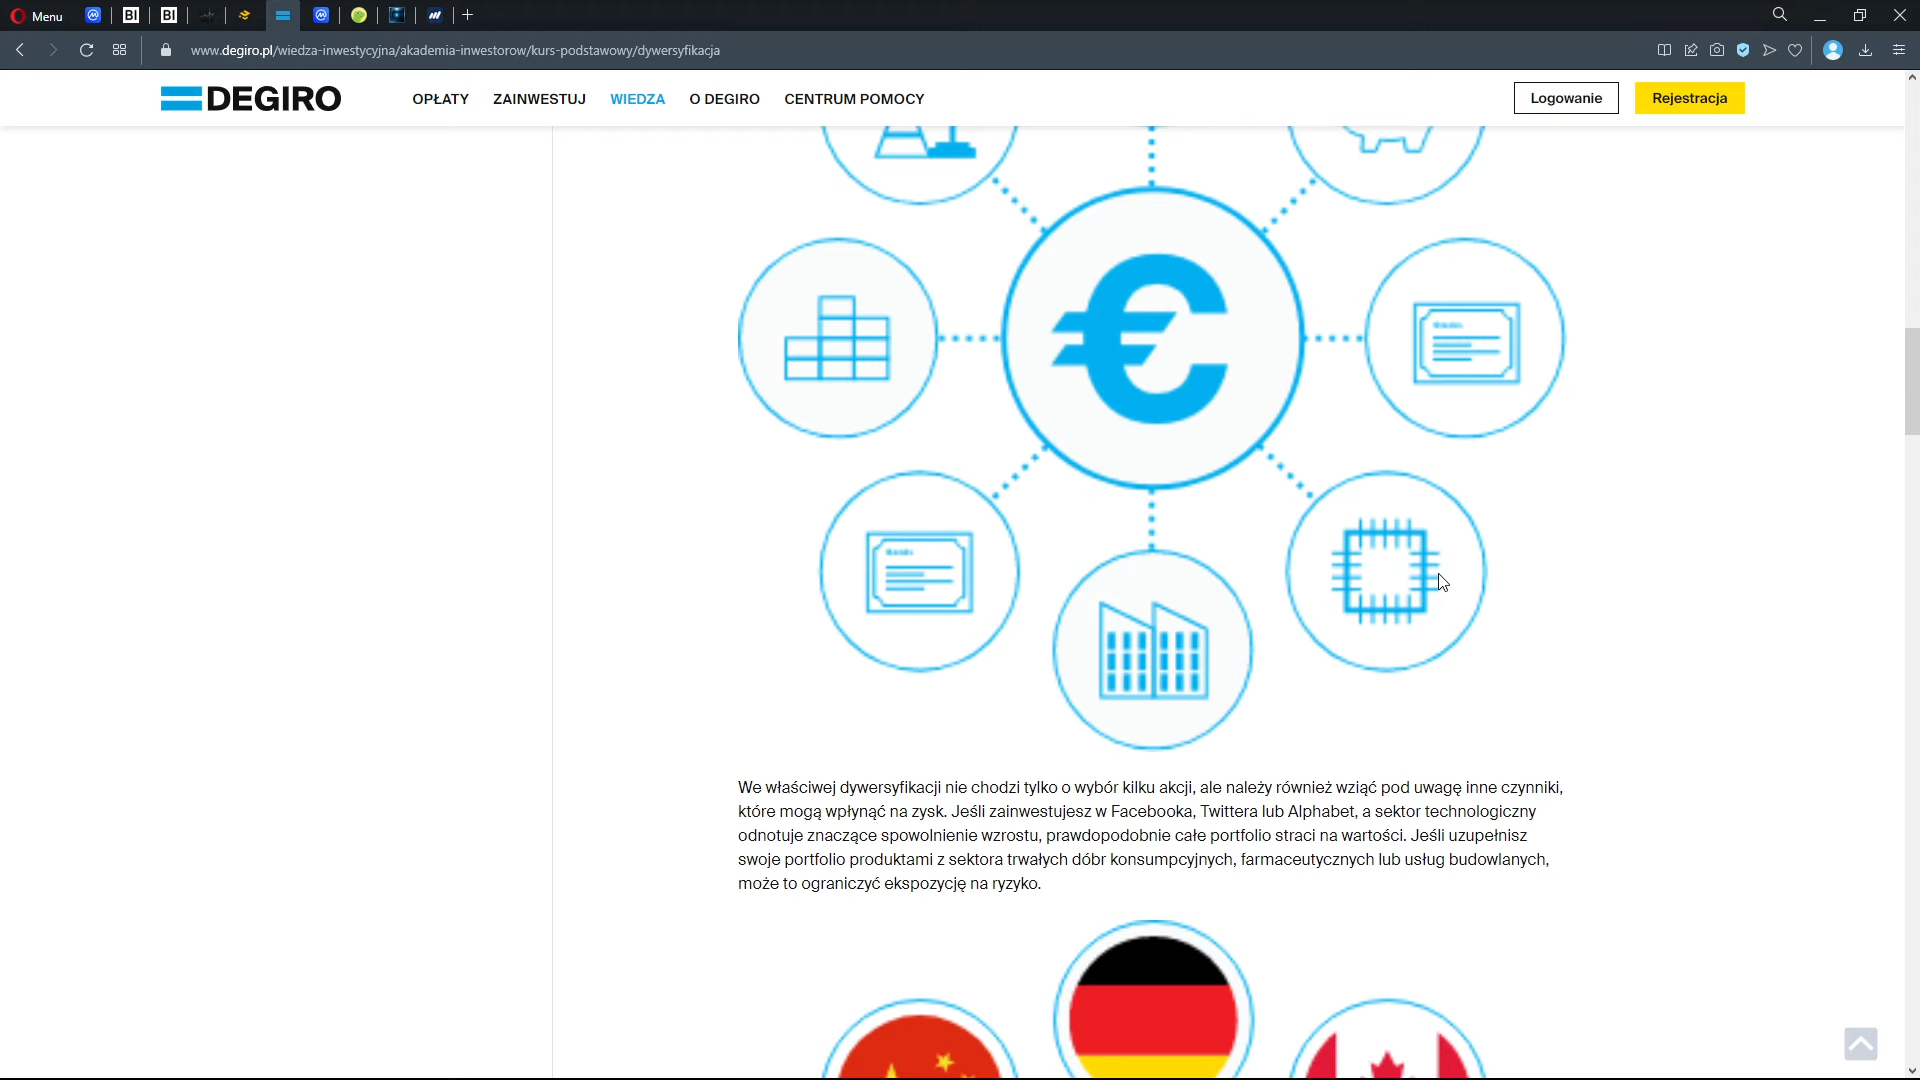 Menu
BI
BI
www.degiro.pl/wiedza-inwestycyjna/akademia-inwestorow/kurs-podstawowy/dywersyfikacja
DEGIRO
OPŁATY ZAINWESTUJ WIEDZA O DEGIRO CENTRUM POMOCY
Logowanie
Rejestracja
€
We właściwej dywersyfikacji nie chodzi tylko o wybór kilku akcji, ale należy również wziąć pod uwagę inne czynniki,
które mogą wpłynąć na zysk. Jeśli zainwestujesz w Facebooka, Twittera lub Alphabet, a sektor technologiczny
odnotuje znaczące spowolnienie wzrostu, prawdopodobnie całe portfolio straci na wartości. Jeśli uzupełnisz
swoje portfolio produktami z sektora trwałych dóbr konsumpcyjnych, farmaceutycznych lub usług budowlanych,
może to ograniczyć ekspozycję na ryzyko.